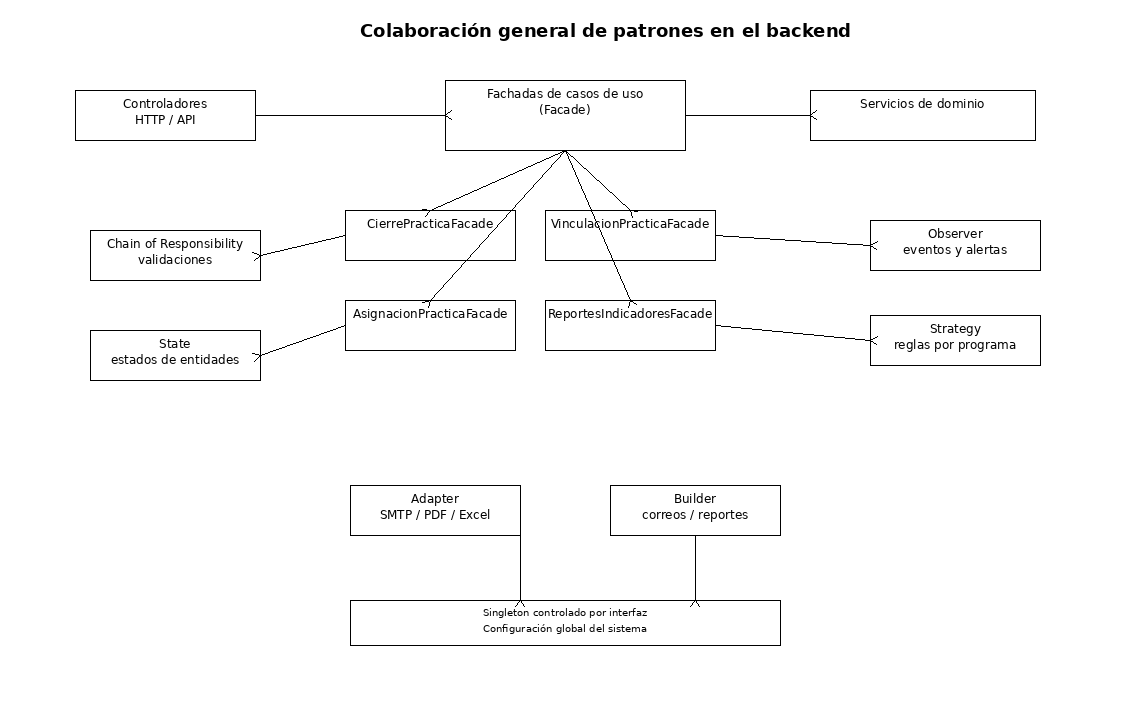 Colaboración general de patrones en el backend
Controladores
HTTP / API
Fachadas de casos de uso
(Facade)
Servicios de dominio
CierrePracticaFacade
VinculacionPracticaFacade
Chain of Responsibility
validaciones
Observer
eventos y alertas
AsignacionPracticaFacade
ReportesIndicadoresFacade
State
estados de entidades
Strategy
reglas por programa
Adapter
SMTP / PDF / Excel
Builder
correos / reportes
Singleton controlado por interfaz
Configuración global del sistema